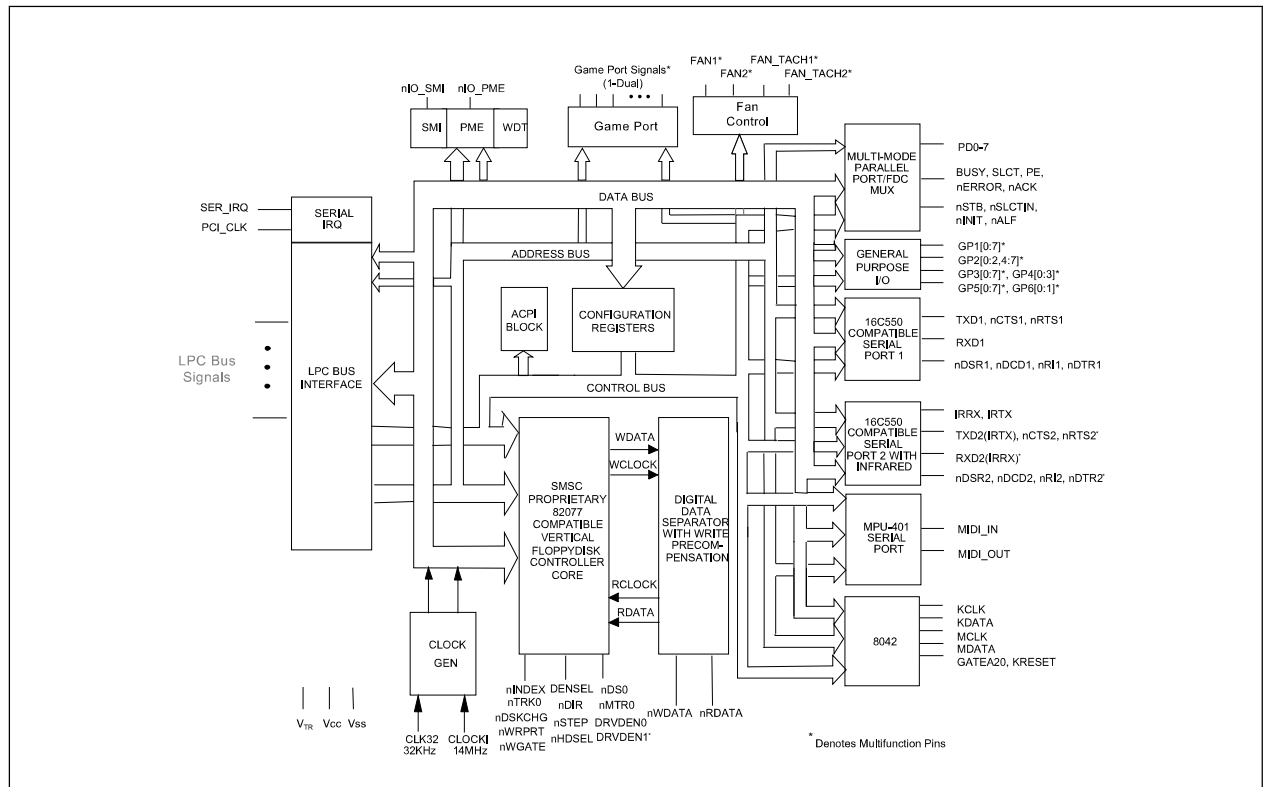 Game Port Signals*
(1-Dual)
FAN1*
FAN2*
FAN_TACH1*
FAN_TACH2*
nIO_SMI
nIO_PME
SMI
PME
WDT
Game Port
Fan
Control
MULTI-MODE
PARALLEL
PORT/FDC
MUX
PD0-7
BUSY, SLCT, PE,
nERROR, nACK
nSTB, nSLCTIN,
nINIT, nALF
DATA BUS
SER_IRQ
PCI_CLK
SERIAL
IRQ
ADDRESS BUS
GENERAL
PURPOSE
I/O
GP1[0:7]*
GP2[0:2,4:7]*
GP3[0:7]*, GP4[0:3]*
GP5[0:7]*, GP6[0:1]*
ACPI
BLOCK
CONFIGURATION
REGISTERS
16C550
COMPATIBLE
SERIAL
PORT 1
TXD1, nCTS1, nRTS1
RXD1
nDSR1, nDCD1, nRI1, nDTR1
LPC Bus
Signals
LPC BUS
INTERFACE
CONTROL BUS
16C550
COMPATIBLE
SERIAL
PORT 2 WITH
INFRARED
IRRX, IRTX
TXD2(IRTX), nCTS2, nRTS2*
RXD2(IRRX)*
nDSR2, nDCD2, nRI2, nDTR2*
SMSC
PROPRIETARY
82077
COMPATIBLE
VERTICAL
FLOPPYDISK
CONTROLLER
CORE
WDATA
WCLOCK
RCLOCK
RDATA
DIGITAL
DATA
SEPARATOR
WITH WRITE
PRECOM-
PENSATION
MPU-401
SERIAL
PORT
MIDI_IN
MIDI_OUT
8042
KCLK
KDATA
MCLK
MDATA
GATEA20, KRESET
CLOCK
GEN
VTR
Vcc
Vss
CLK32
32KHz
CLOCKI
14MHz
nINDEX
nTRK0
nDSKCHG
nWRPRT
nWGATE
DENSEL
nDIR
nSTEP
nHDSEL
nDS0
nMTR0
DRVDEN0
DRVDEN1*
nWDATA
nRDATA
* Denotes Multifunction Pins